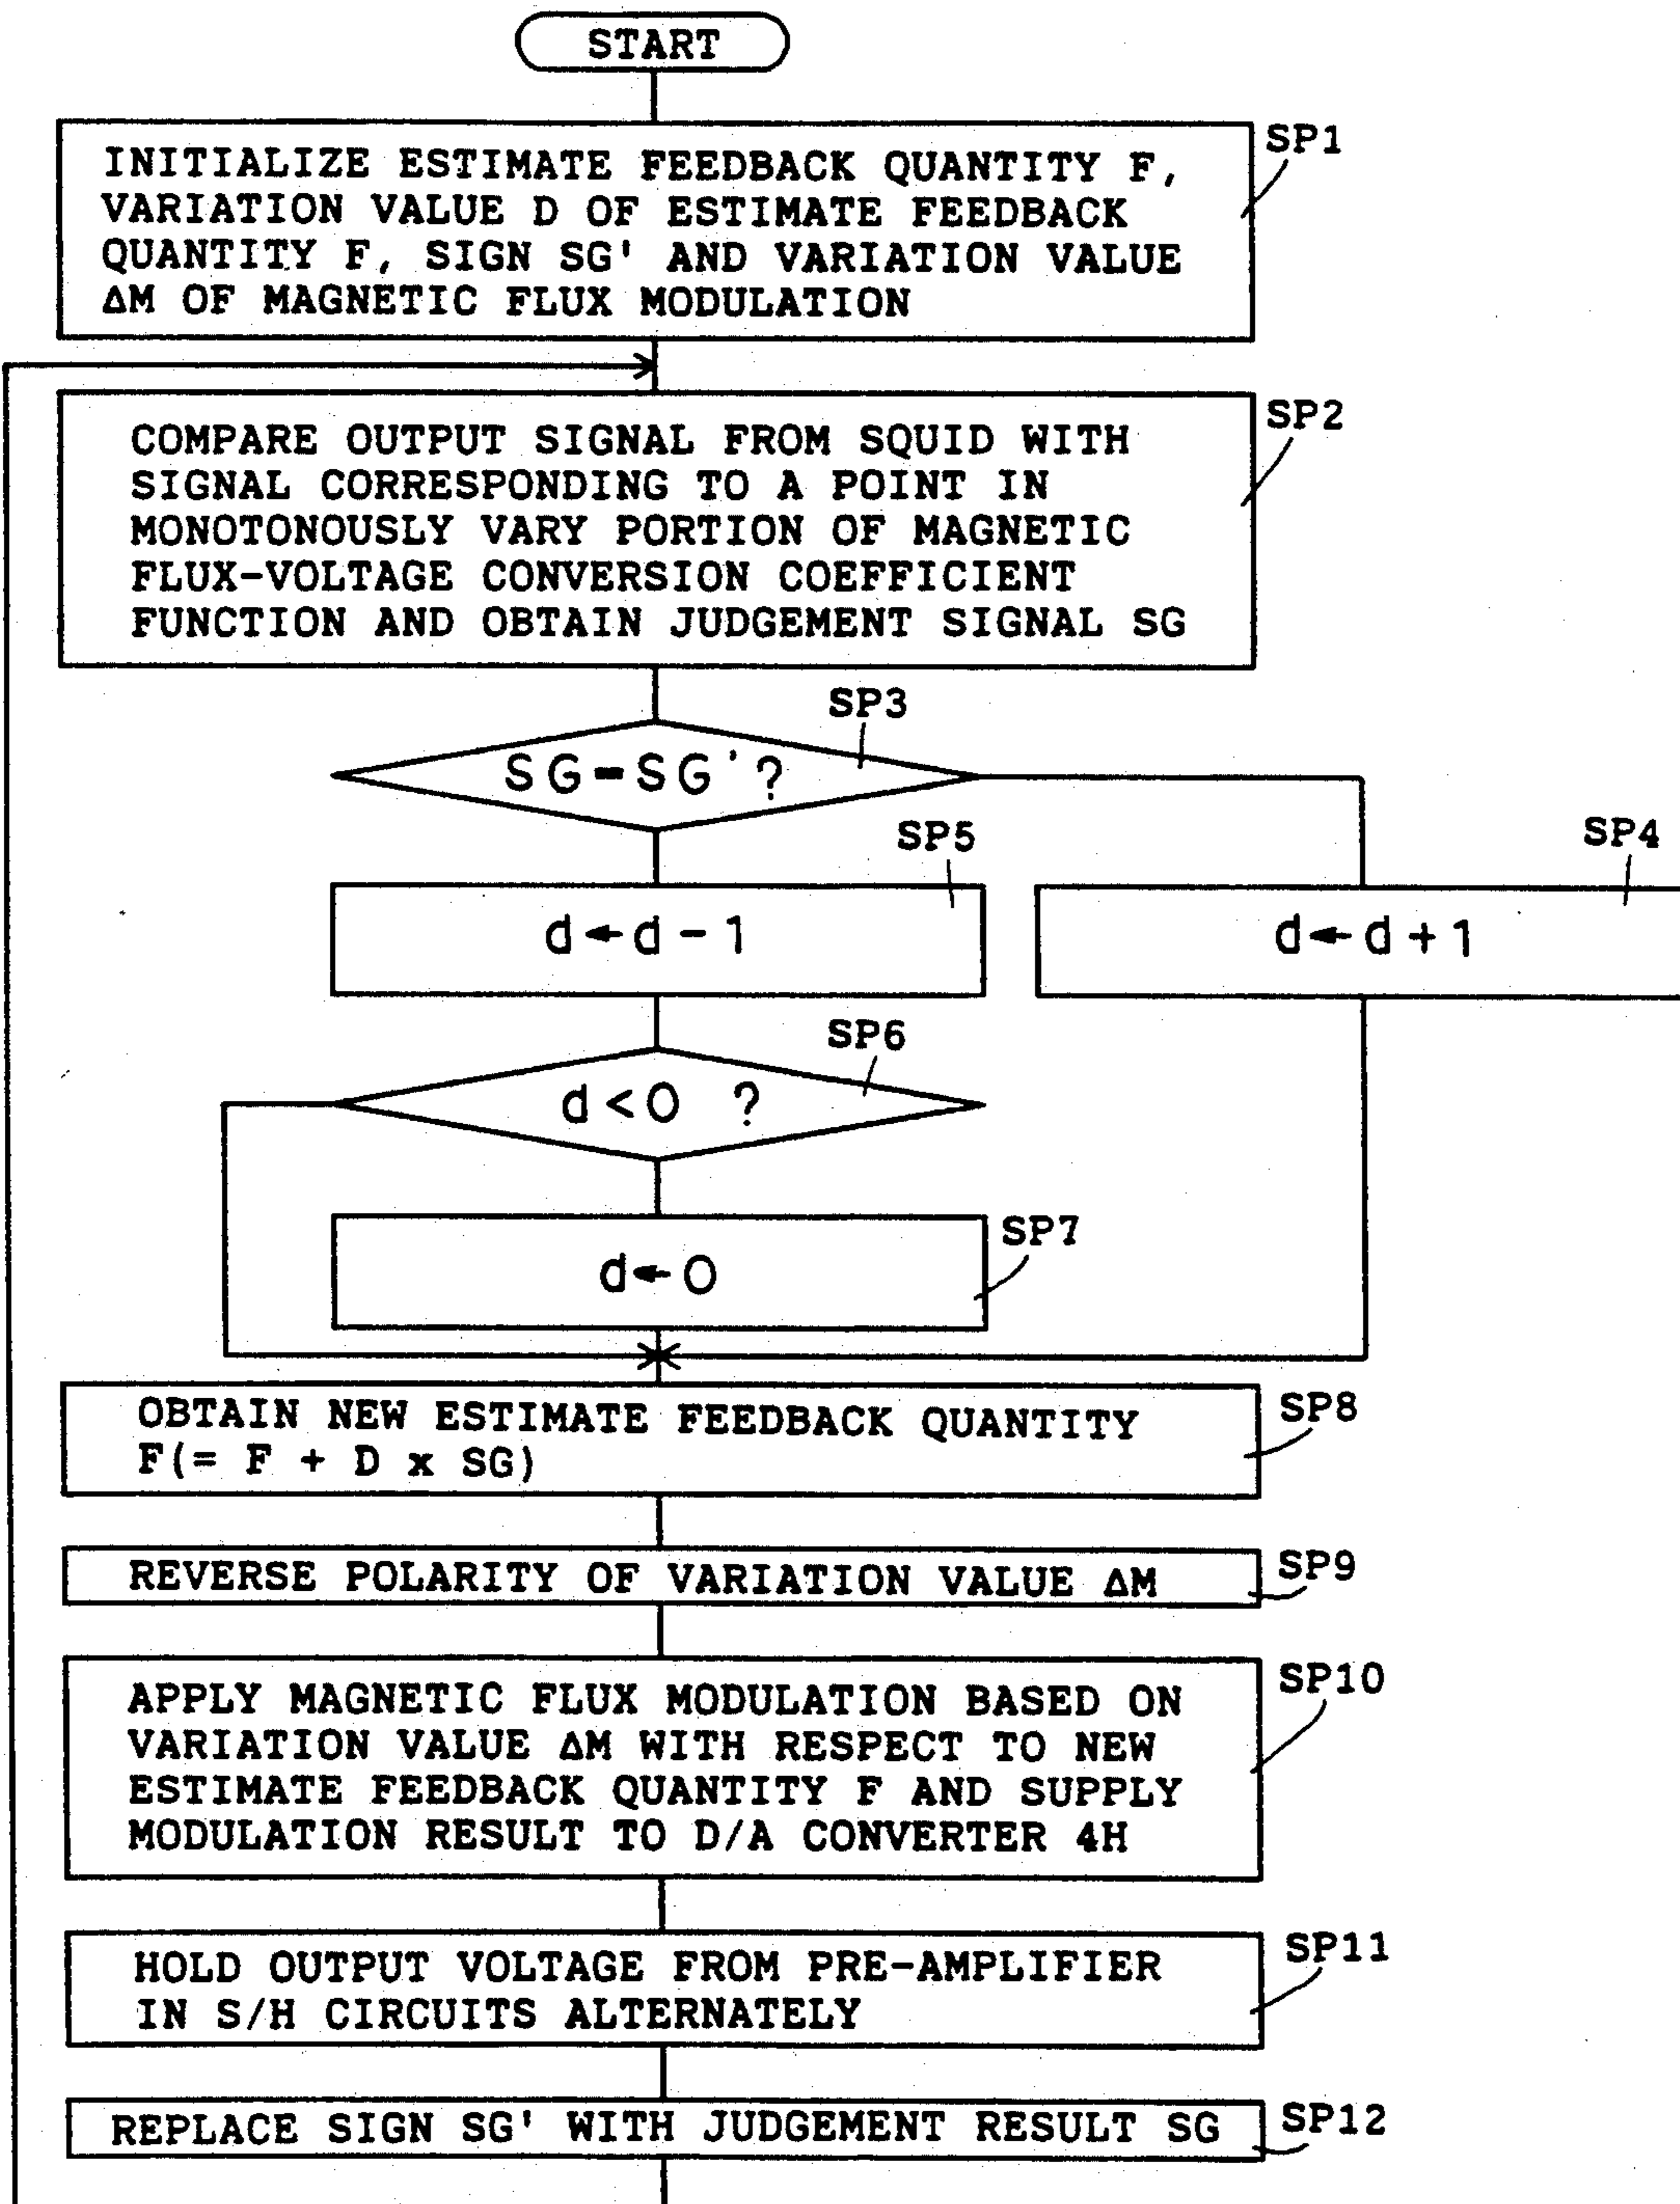 START
SP1
INITIALIZE ESTIMATE FEEDBACK QUANTITY F,
VARIATION VALUE D OF ESTIMATE FEEDBACK
QUANTITY F, SIGN SG' AND VARIATION VALUE
ΔM OF MAGNETIC FLUX MODULATION
SP2
COMPARE OUTPUT SIGNAL FROM SQUID WITH
SIGNAL CORRESPONDING TO A POINT IN
MONOTONOUSLY VARY PORTION OF MAGNETIC
FLUX-VOLTAGE CONVERSION COEFFICIENT
FUNCTION AND OBTAIN JUDGEMENT SIGNAL SG
SP3
SG=SG'?
SP5
d←d-1
SP4
d←d+1
SP6
d<0 ?
SP7
d←0
SP8
OBTAIN NEW ESTIMATE FEEDBACK QUANTITY
F(= F + D x SG)
SP9
REVERSE POLARITY OF VARIATION VALUE ΔM
SP10
APPLY MAGNETIC FLUX MODULATION BASED ON
VARIATION VALUE ΔM WITH RESPECT TO NEW
ESTIMATE FEEDBACK QUANTITY F AND SUPPLY
MODULATION RESULT TO D/A CONVERTER 4H
SP11
HOLD OUTPUT VOLTAGE FROM PRE-AMPLIFIER
IN S/H CIRCUITS ALTERNATELY
SP12
REPLACE SIGN SG' WITH JUDGEMENT RESULT SG